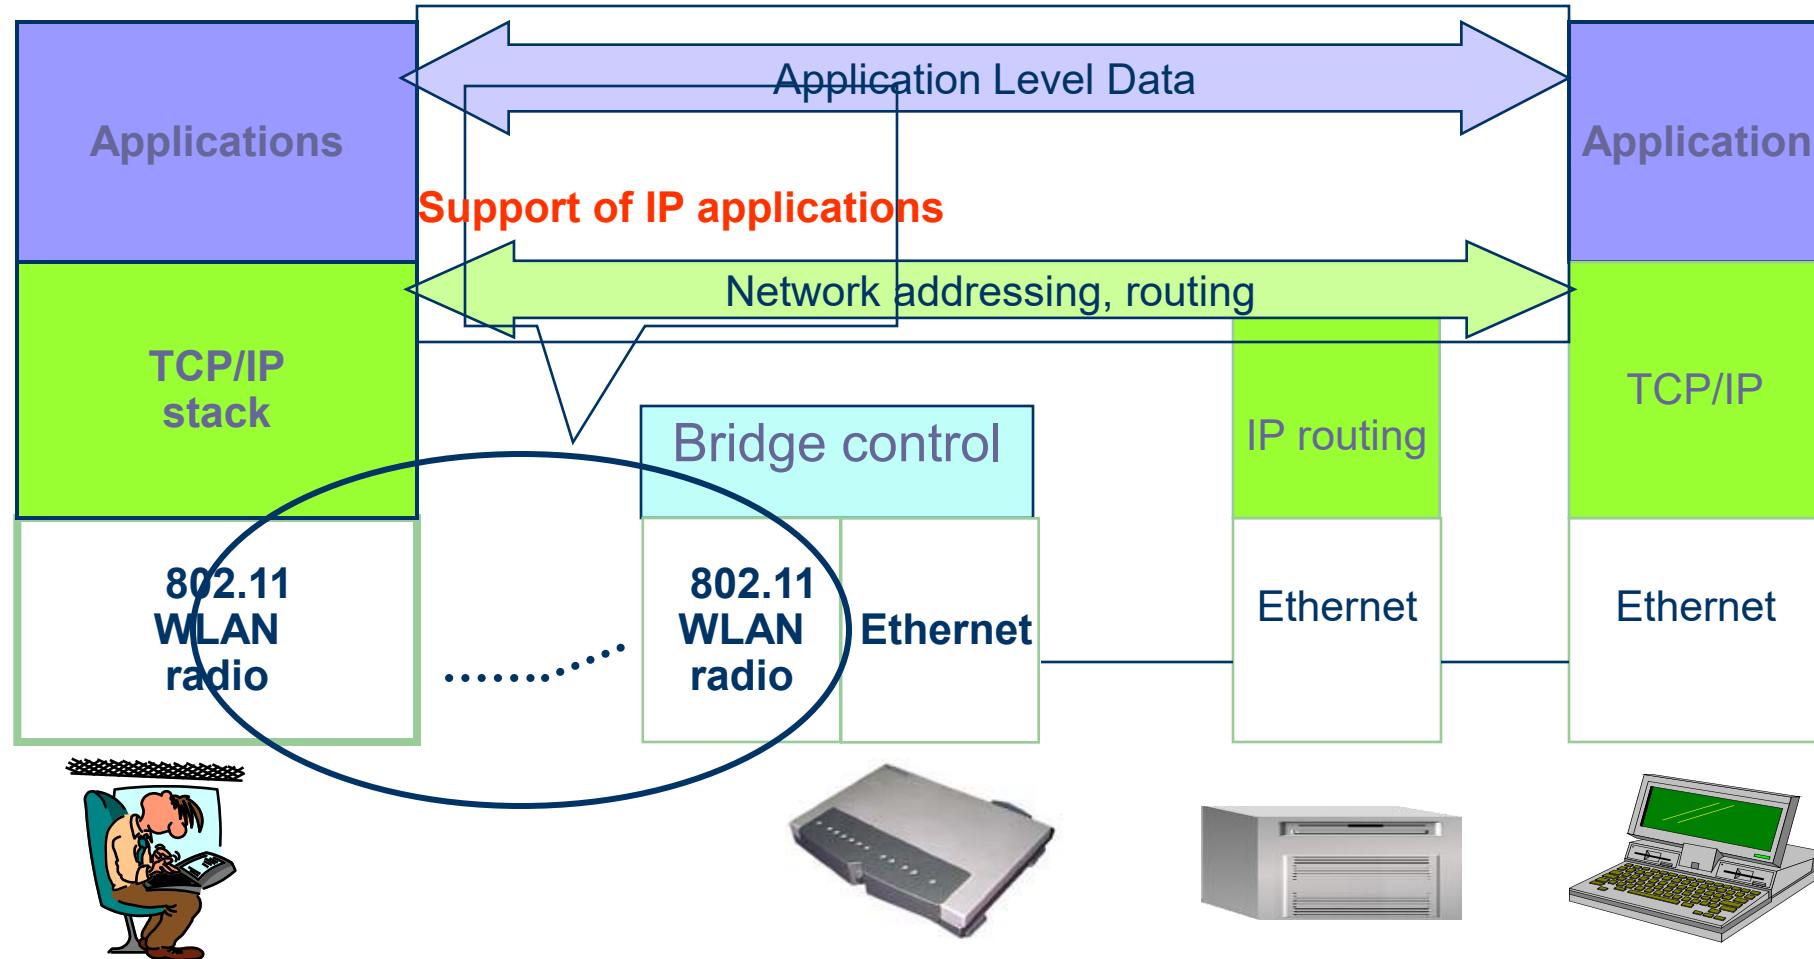 Application Level Data
Applications
Application
Support of IP applications
Network addressing, routing
TCP/IP
stack
TCP/IP
Bridge control
IP routing
802.11
WLAN
radio
802.11
WLAN
radio
Ethernet
Ethernet
Ethernet